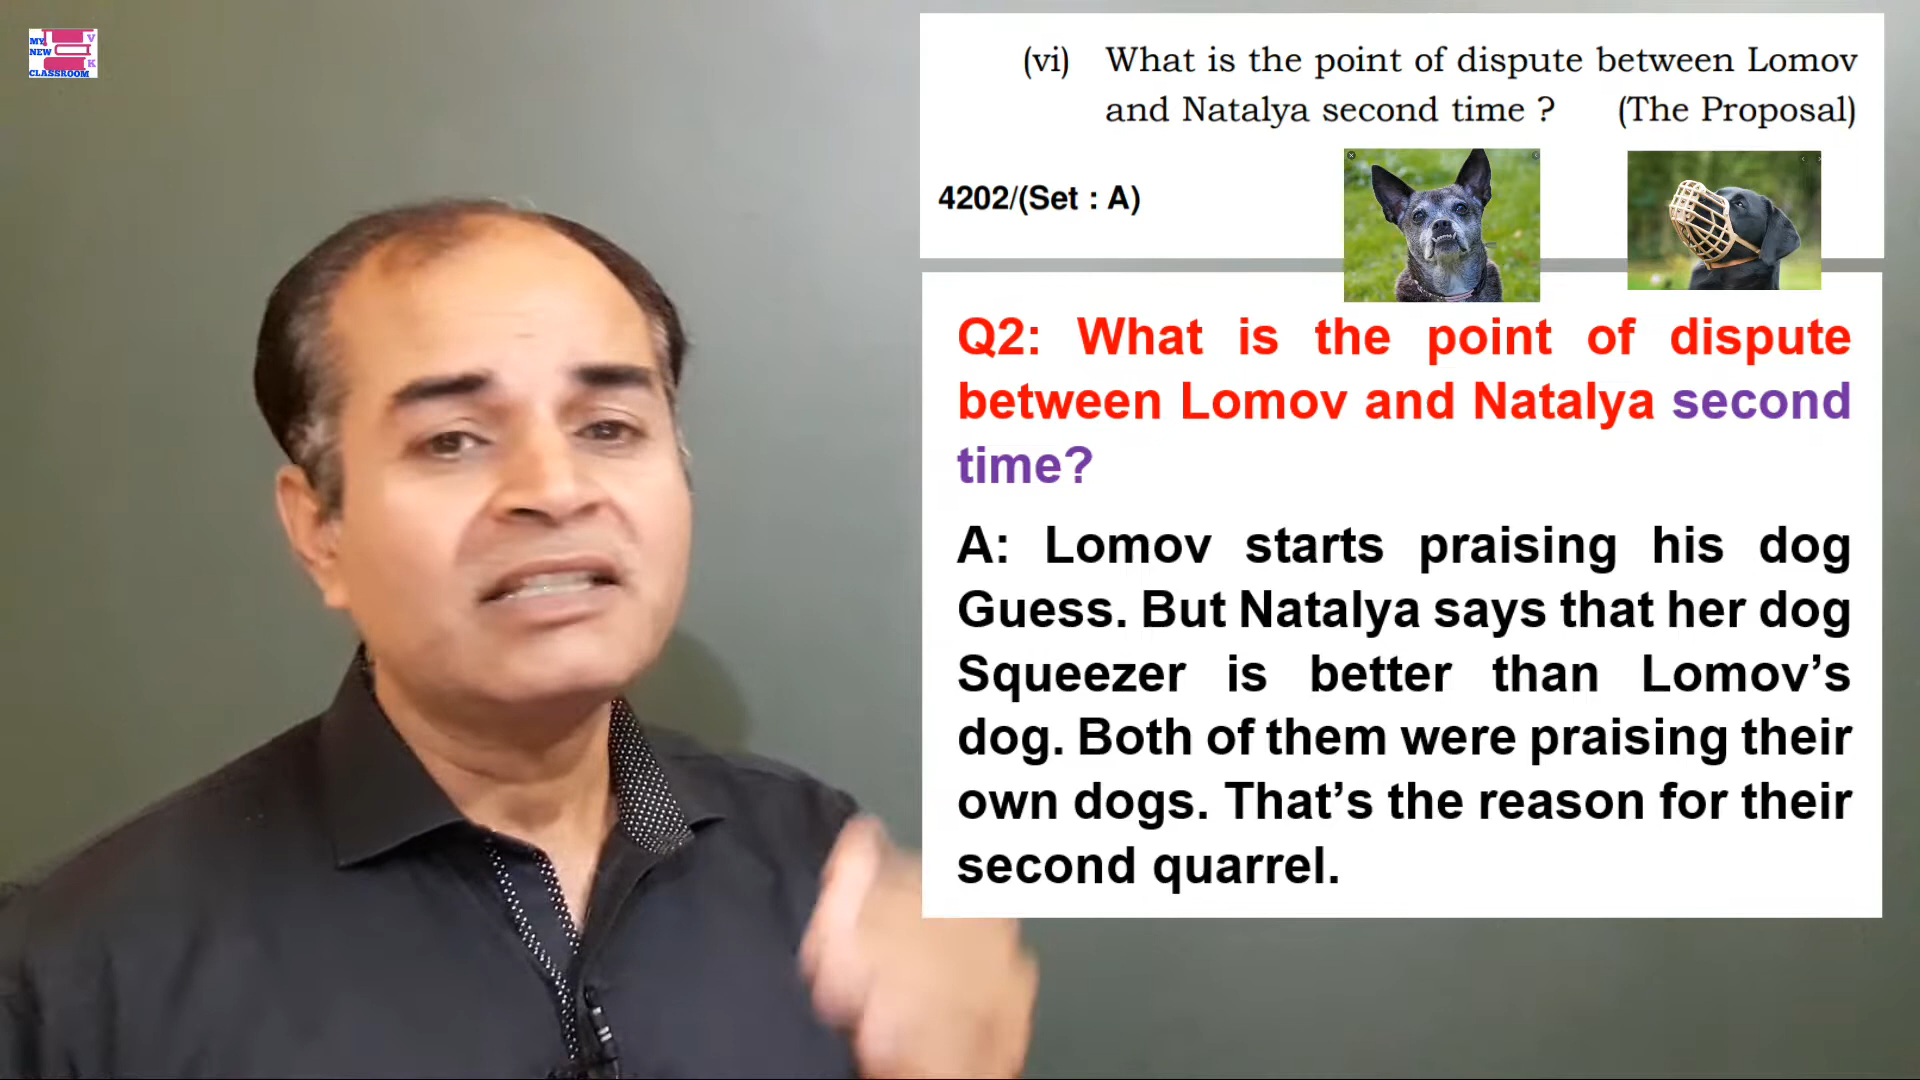 MY
NEW
CLASSROOM
V
K
(vi) What is the point of dispute between Lomov
and Natalya second time ? (The Proposal)
4202/(Set : A)
Q2: What is the point of dispute
between Lomov and Natalya second
time?
A: Lomov starts praising his dog
Guess. But Natalya says that her dog
Squeezer is better than Lomov’s
dog. Both of them were praising their
own dogs. That’s the reason for their
second quarrel.